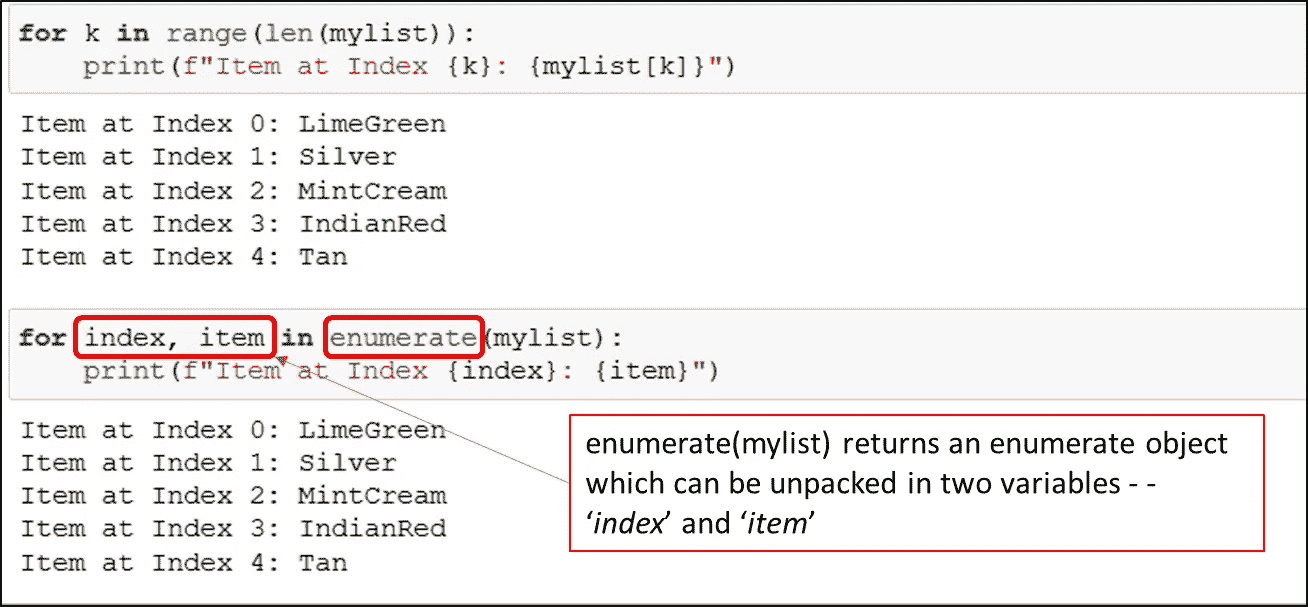 for k in range(len(mylist)):
    print(f"Item at Index {k}: {mylist[k]}")
Item at Index 0: LimeGreen
Item at Index 1: Silver
Item at Index 2: MintCream
Item at Index 3: IndianRed
Item at Index 4: Tan
for index, item in enumerate(mylist):
    print(f"Item at Index {index}: {item}")
Item at Index 0: LimeGreen
Item at Index 1: Silver
Item at Index 2: MintCream
Item at Index 3: IndianRed
Item at Index 4: Tan
enumerate(mylist) returns an enumerate object
which can be unpacked in two variables - -
‘index’ and ‘item’